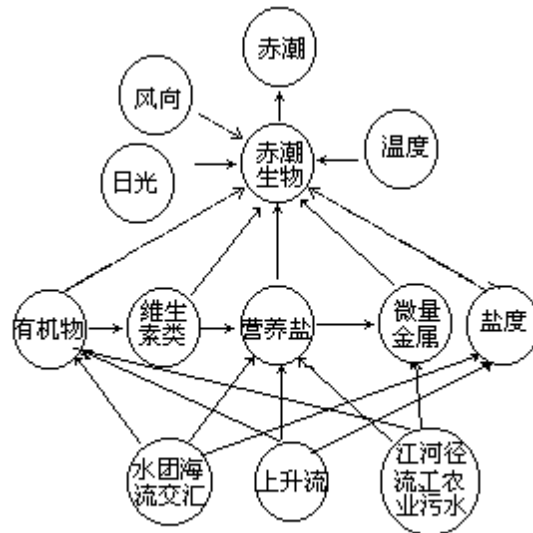 赤潮
风向
赤潮
生物
温度
日光
有机物
维生
素类
营养盐
微量
金属
盐度
水团海
流交汇
上升流
江河径
流工农
业污水